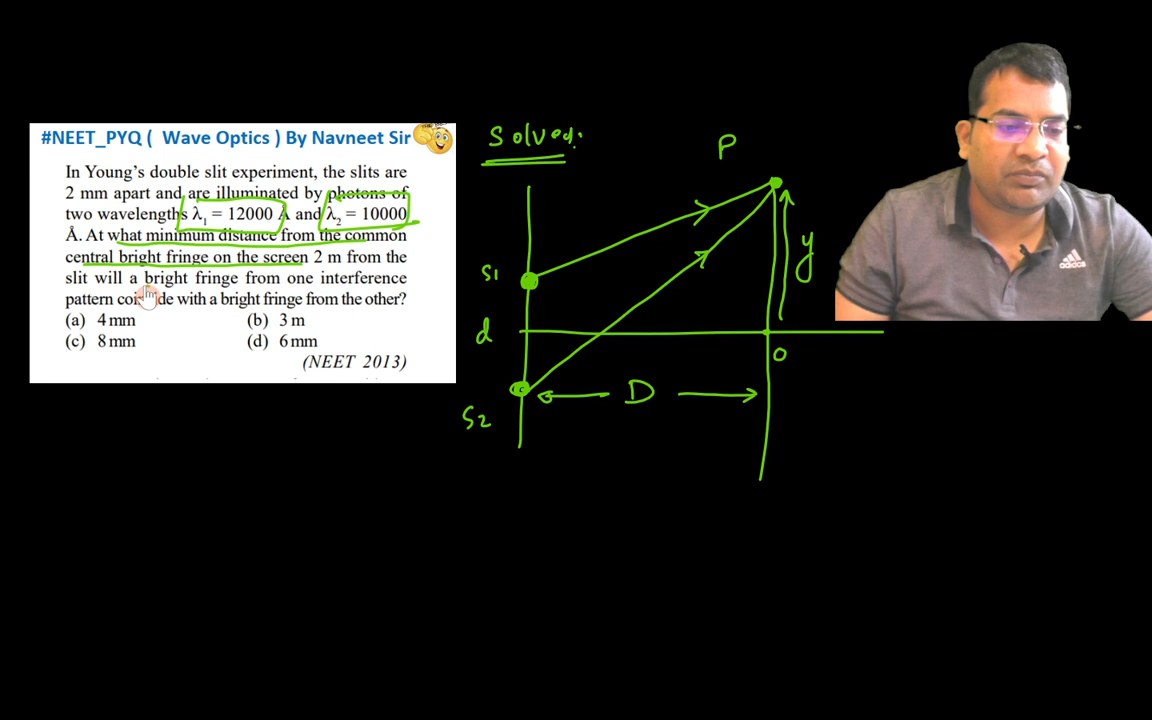 #NEET_PYQ ( Wave Optics ) By Navneet Sir
In Young's double slit experiment, the slits are
2 mm apart and are illuminated by photons of
two wavelengths λ₁ = 12000 Å and λ₂ = 10000
Å. At what minimum distance from the common
central bright fringe on the screen 2 m from the
slit will a bright fringe from one interference
pattern coincide with a bright fringe from the other?
(a) 4 mm (b) 3 m
(c) 8 mm (d) 6 mm
(NEET 2013)
Solved:
P
S1
y
d
O
D
S2
adidas